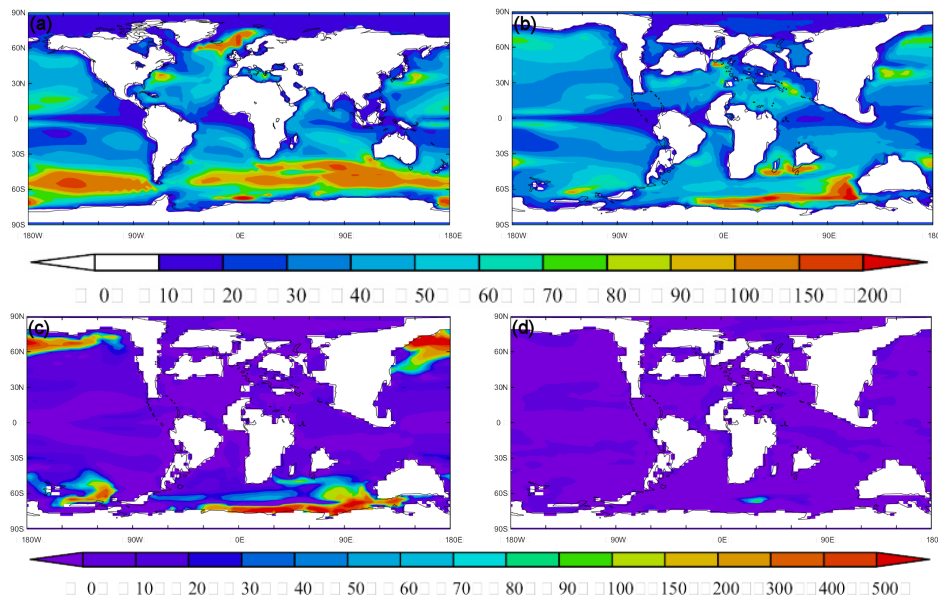 (a)
(b)
90N
60N
30N
0
30S
60S
90S
180W
90W
0E
90E
180E
90N
60N
30N
0
30S
60S
90S
180W
90W
0E
90E
180
□ 0□ □ 10□ □ 20□ □ 30□ □ 40□ □ 50□ □ 60□ □ 70□ □ 80□ □ 90□ □ 100□ □ 150□ □ 200□
(c)
(d)
90N
60N
30N
0
30S
60S
90S
180W
90W
0E
90E
180E
90N
60N
30N
0
30S
60S
90S
180W
90W
0E
90E
180
□ 0□ □ 10□ □ 20□ □ 30□ □ 40□ □ 50□ □ 60□ □ 70□ □ 80□ □ 90□ □ 100□ □ 150□ □ 200□ □ 300□ □ 400□ □ 500□